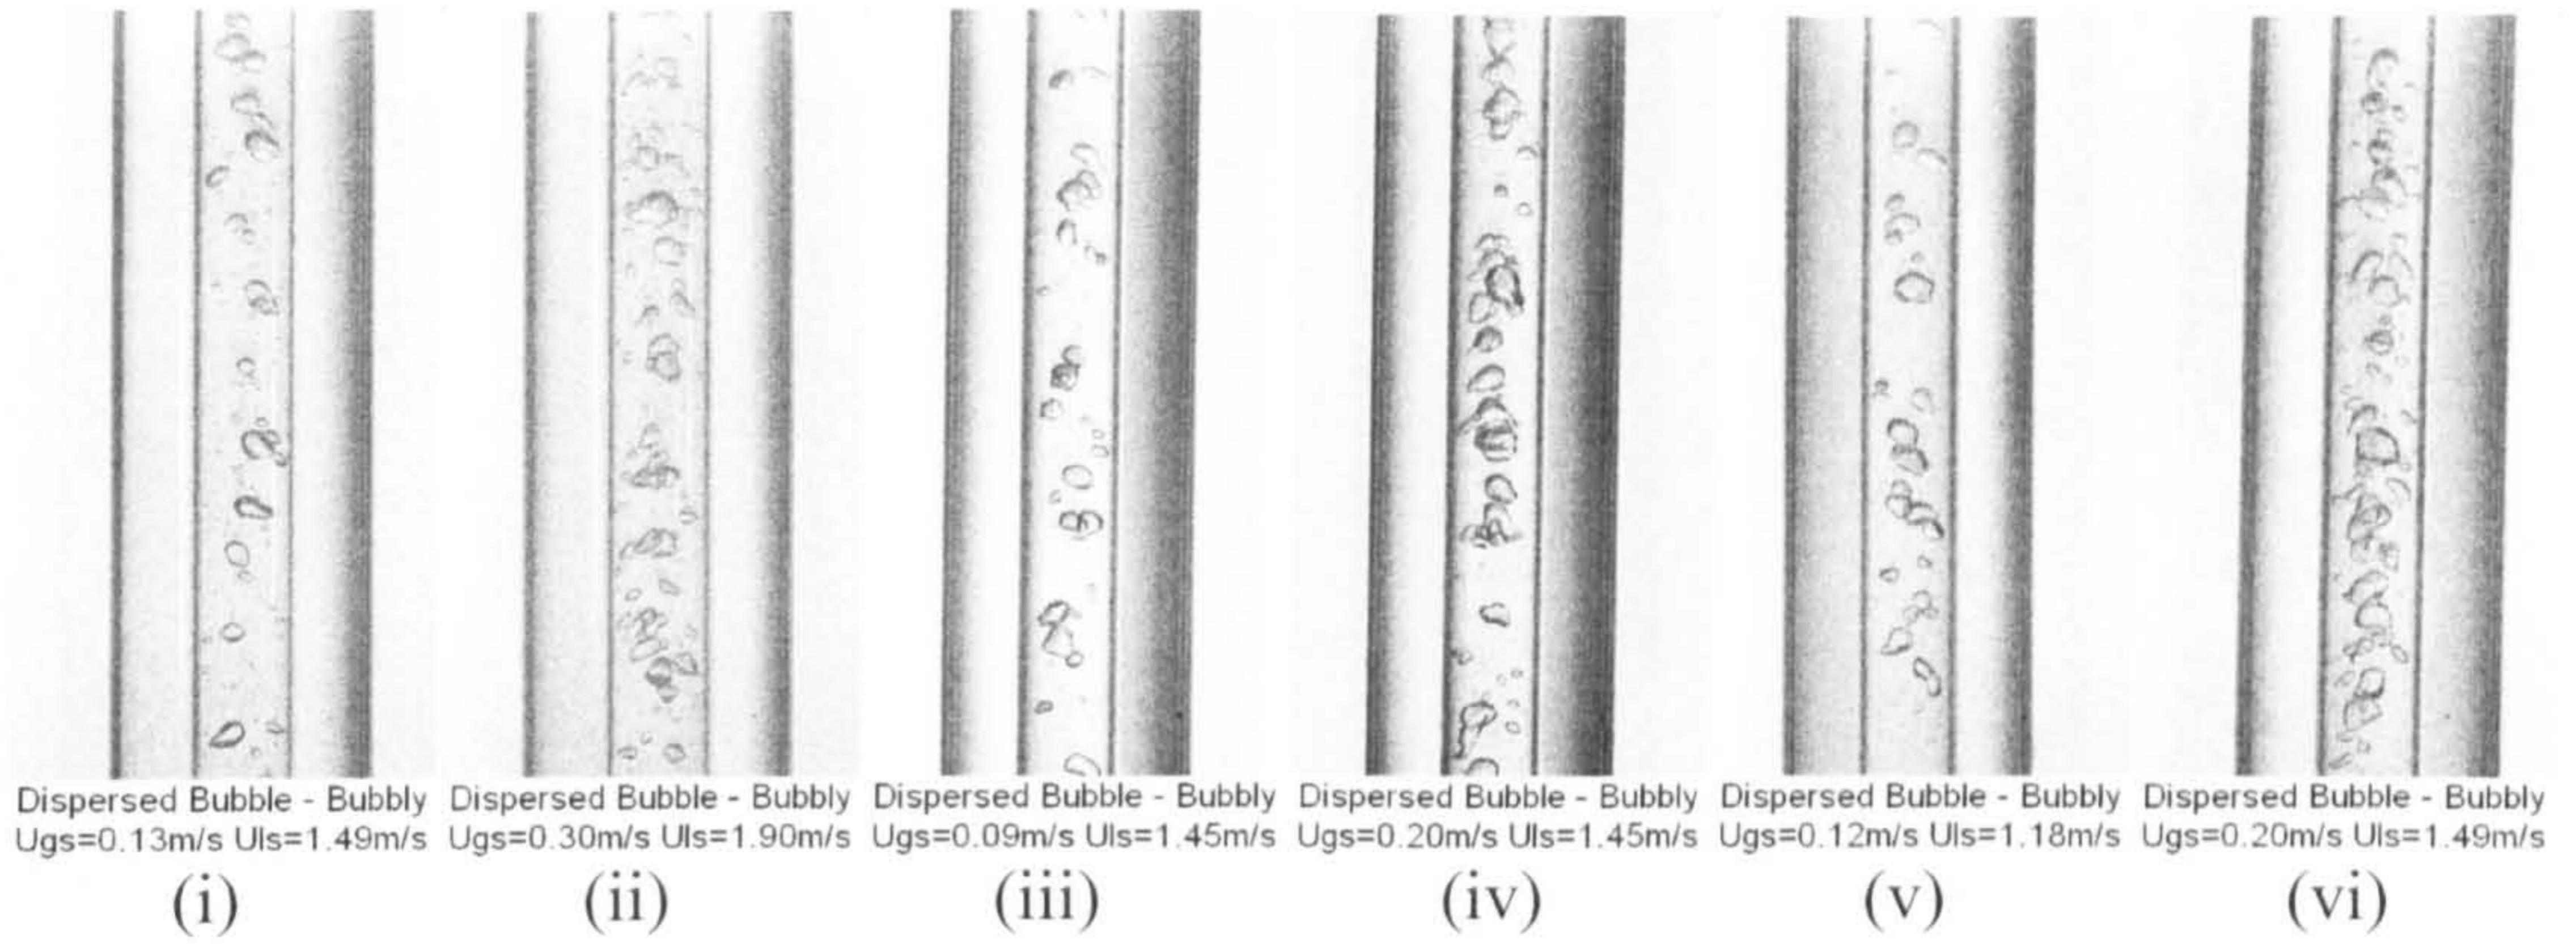 Dispersed Bubble - Bubbly
Ugs=0.13m/s Uls=1.49m/s
(i)
Dispersed Bubble - Bubbly
Ugs=0.30m/s Uls=1.90m/s
(ii)
Dispersed Bubble - Bubbly
Ugs=0.09m/s Uls=1.45m/s
(iii)
Dispersed Bubble - Bubbly
Ugs=0.20m/s Uls=1.45m/s
(iv)
Dispersed Bubble - Bubbly
Ugs=0.12m/s Uls=1.18m/s
(v)
Dispersed Bubble - Bubbly
Ugs=0.20m/s Uls=1.49m/s
(vi)